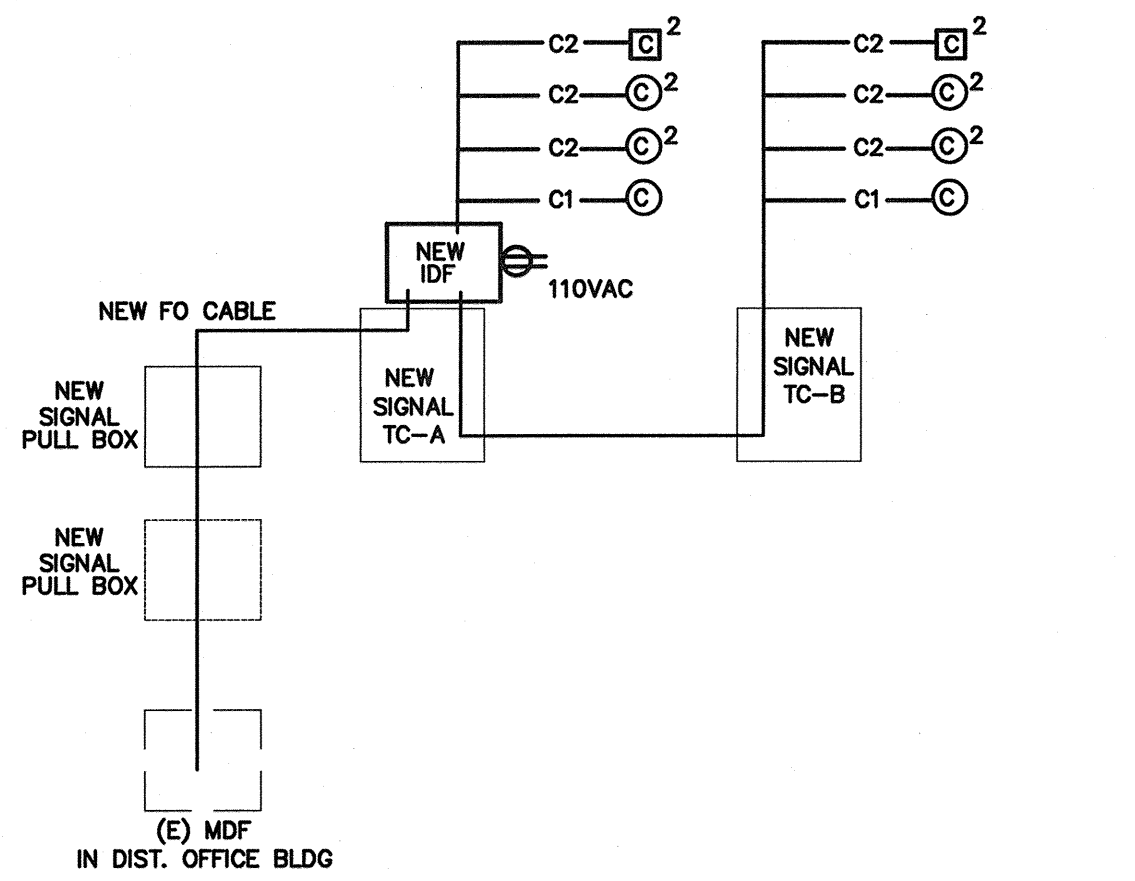 C2 C 2 C2 C 2
C2 C 2 C2 C 2
C2 C 2 C2 C 2
C1 C C1 C
NEW
IDF
110VAC
NEW FO CABLE
NEW
SIGNAL
TC-A
NEW
SIGNAL
TC-B
NEW
SIGNAL
PULL BOX
NEW
SIGNAL
PULL BOX
(E) MDF
IN DIST. OFFICE BLDG